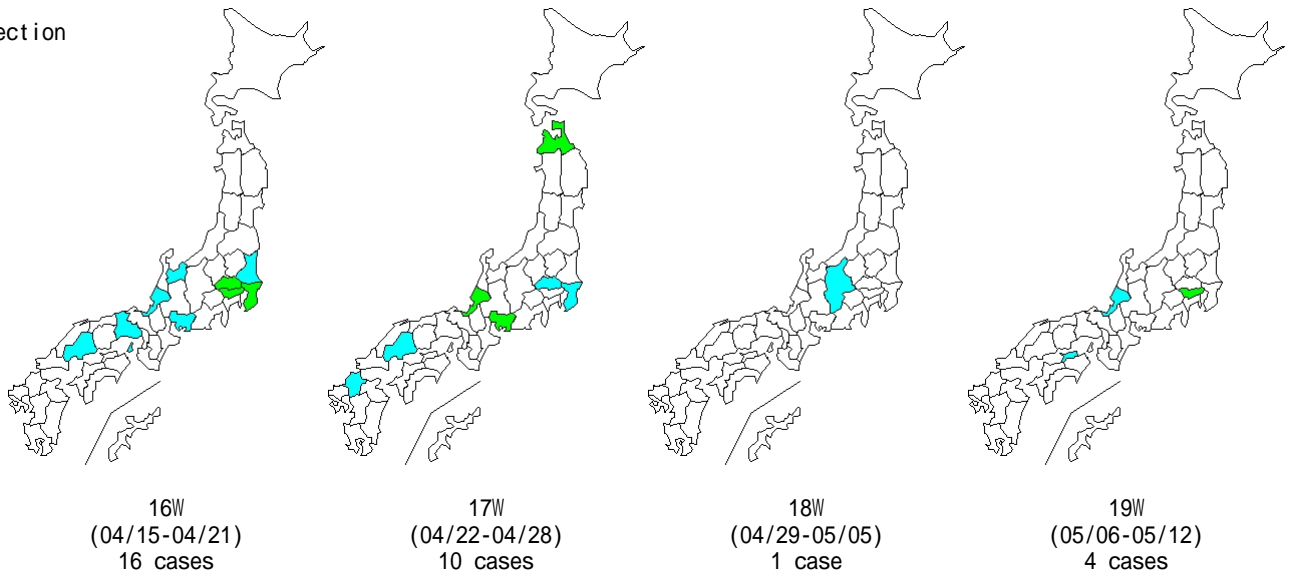 ection
16W
(04/15-04/21)
16 cases
17W
(04/22-04/28)
10 cases
18W
(04/29-05/05)
1 case
19W
(05/06-05/12)
4 cases